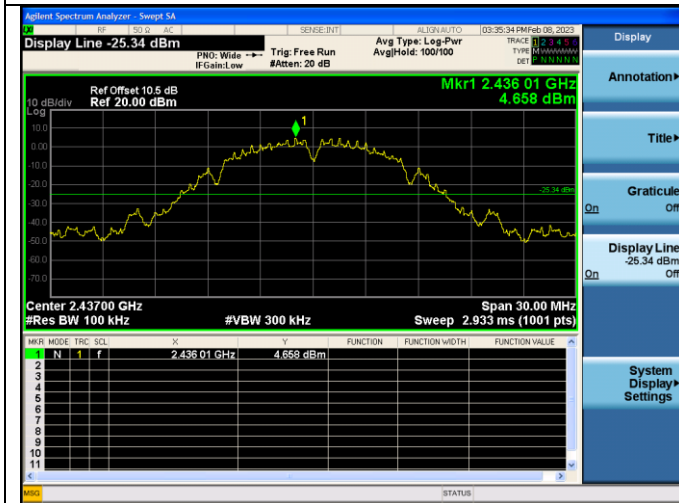 Agilent Spectrum Analyzer - Swept SA
RF 50 Ω AC SENSE:INT ALIGN AUTO 03:35:34 PM Feb 08, 2023
Display Line -25.34 dBm
PNO: Wide Trig: Free Run
IFGain:Low #Atten: 20 dB
Avg Type: Log-Pwr
Avg|Hold: 100/100
TRACE 1 2 3 4 5 6
TYPE M
DET P N N N N N
Mkr1 2.436 01 GHz
4.658 dBm
Ref Offset 10.5 dB
10 dB/div Ref 20.00 dBm
Log
1
10.0
0.00
-10.0
-20.0
-25.34 dBm
-30.0
-40.0
-50.0
-60.0
-70.0
Center 2.43700 GHz Span 30.00 MHz
#Res BW 100 kHz #VBW 300 kHz Sweep 2.933 ms (1001 pts)
MKR MODE TRC SCL X Y FUNCTION FUNCTION WIDTH FUNCTION VALUE
1 N 1 f 2.436 01 GHz 4.658 dBm
2
3
4
5
6
7
8
9
10
11
MSG STATUS
Display
Annotation
Title
Graticule
On Off
Display Line
-25.34 dBm
On Off
System
Display
Settings